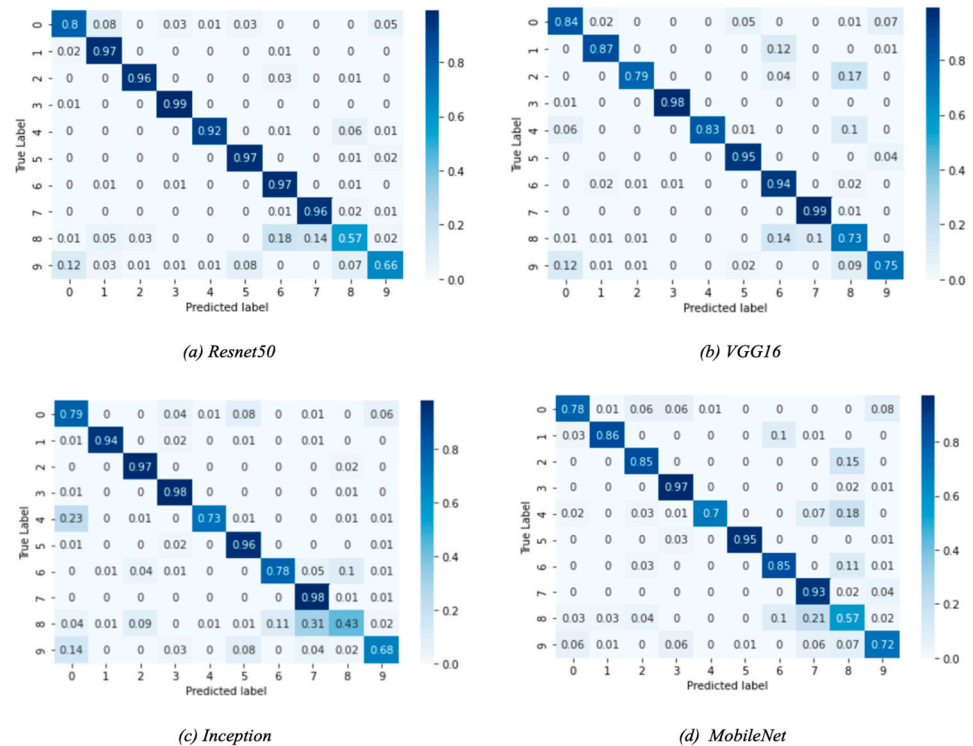 0 0.8 0.08 0 0.03 0.01 0.03 0 0 0 0.05
1 0.02 0.97 0 0 0 0 0.01 0 0 0
2 0 0 0.96 0 0 0 0.03 0 0.01 0
3 0.01 0 0 0.99 0 0 0 0 0 0
4 0 0 0 0 0.92 0 0.01 0 0.06 0.01
5 0 0 0 0 0 0.97 0 0 0.01 0.02
6 0 0.01 0 0.01 0 0 0.97 0 0.01 0
7 0 0 0 0 0 0 0.01 0.96 0.02 0.01
8 0.01 0.05 0.03 0 0 0 0.18 0.14 0.57 0.02
9 0.12 0.03 0.01 0.01 0.01 0.08 0 0 0.07 0.66
0 1 2 3 4 5 6 7 8 9
True Label
Predicted label
0.8
0.6
0.4
0.2
0.0
(a) Resnet50
0 0.84 0.02 0 0 0 0.05 0 0 0.01 0.07
1 0 0.87 0 0 0 0 0.12 0 0 0.01
2 0 0 0.79 0 0 0 0.04 0 0.17 0
3 0.01 0 0 0.98 0 0 0 0 0 0
4 0.06 0 0 0 0.83 0.01 0 0 0.1 0
5 0 0 0 0 0 0.95 0 0 0 0.04
6 0 0.02 0.01 0.01 0 0 0.94 0 0.02 0
7 0 0 0 0 0 0 0 0.99 0.01 0
8 0.01 0.01 0.01 0 0 0 0.14 0.1 0.73 0
9 0.12 0.01 0.01 0 0 0.02 0 0 0.09 0.75
0 1 2 3 4 5 6 7 8 9
True Label
Predicted label
0.8
0.6
0.4
0.2
0.0
(b) VGG16
0 0.79 0 0 0.04 0.01 0.08 0 0.01 0 0.06
1 0.01 0.94 0 0.02 0 0.01 0 0.01 0 0
2 0 0 0.97 0 0 0 0 0 0.02 0
3 0.01 0 0 0.98 0 0 0 0 0.01 0
4 0.23 0 0.01 0 0.73 0.01 0 0 0.01 0.01
5 0.01 0 0 0.02 0 0.96 0 0 0 0.01
6 0 0.02 0.04 0.01 0 0 0.78 0.05 0.1 0.01
7 0 0 0 0 0 0 0 0.98 0.01 0.01
8 0.04 0.01 0.09 0 0.01 0.01 0.11 0.31 0.43 0.02
9 0.14 0 0 0.03 0 0.08 0 0.04 0.02 0.68
0 1 2 3 4 5 6 7 8 9
True Label
Predicted label
0.8
0.6
0.4
0.2
0.0
(c) Inception
0 0.78 0.01 0.06 0.06 0.01 0 0 0 0 0.08
1 0.03 0.86 0 0 0 0 0.1 0.01 0 0
2 0 0 0.85 0 0 0 0 0 0.15 0
3 0 0 0 0.97 0 0 0 0 0.02 0.01
4 0.02 0 0.03 0.01 0.7 0 0 0.07 0.18 0
5 0 0 0 0.03 0 0.95 0 0 0 0.01
6 0 0 0.03 0 0 0 0.85 0 0.11 0.01
7 0 0 0 0 0 0 0 0.93 0.02 0.04
8 0.03 0.03 0.04 0 0 0 0.1 0.21 0.57 0.02
9 0.06 0.01 0 0.06 0 0.01 0 0.06 0.07 0.72
0 1 2 3 4 5 6 7 8 9
True Label
Predicted label
0.8
0.6
0.4
0.2
0.0
(d) MobileNet